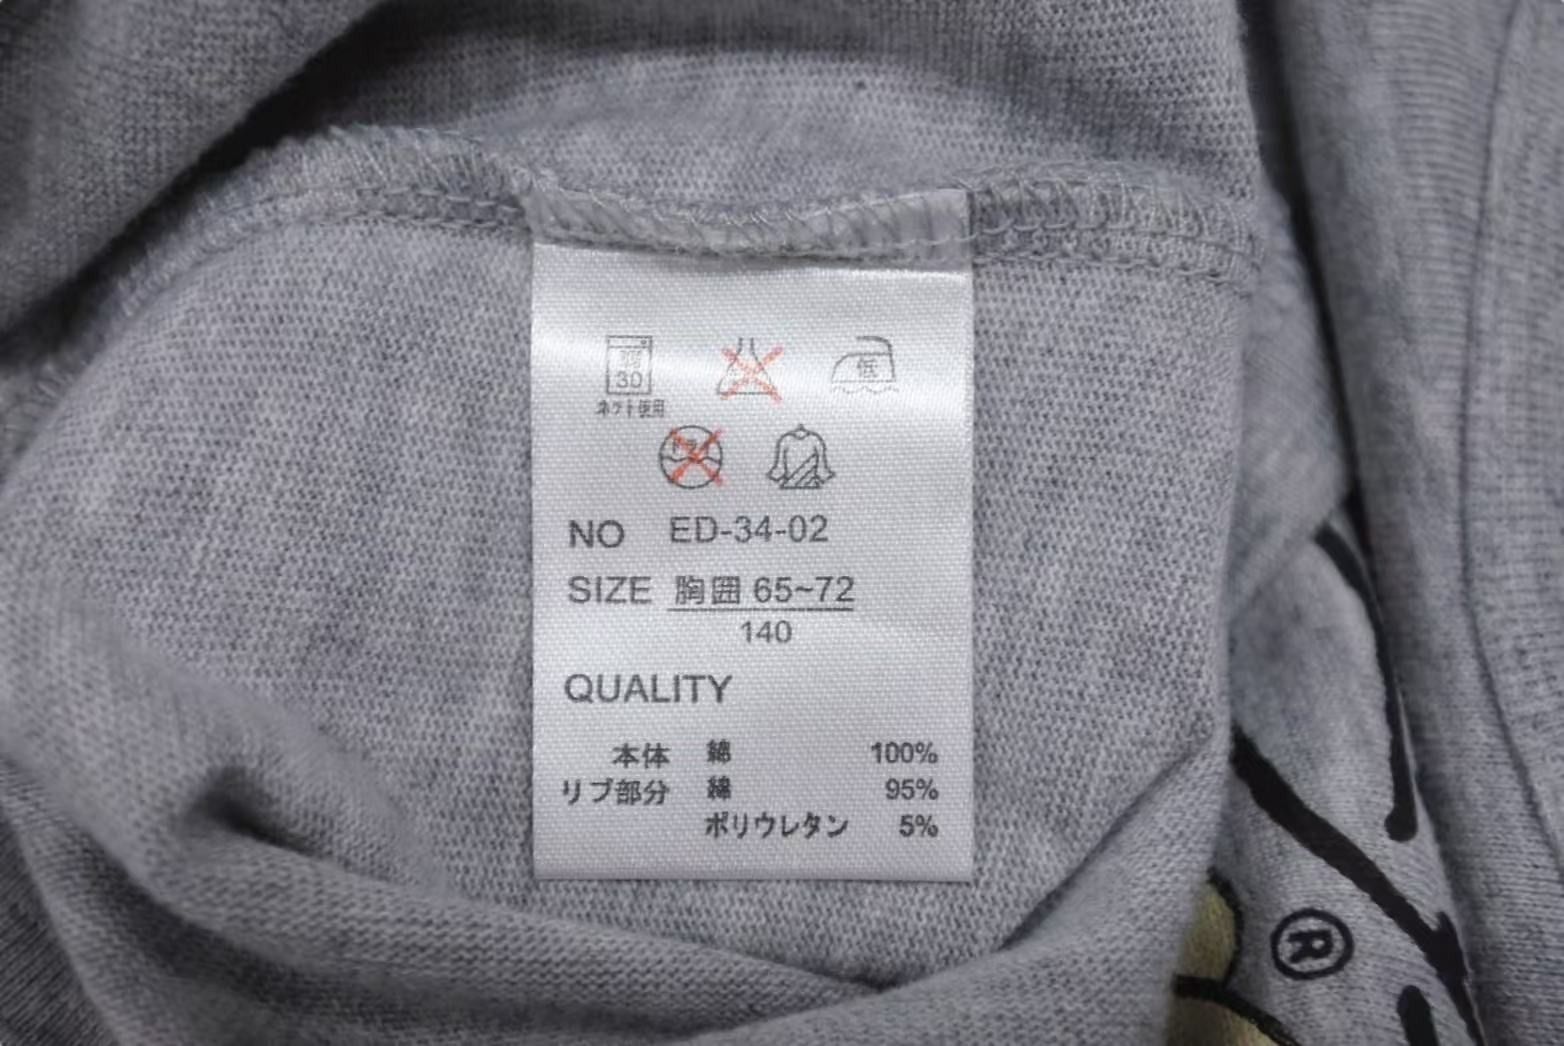 30
ネット使用
低
NO ED-34-02
SIZE 胸囲 65~72
140
QUALITY
本体 綿 100%
リブ部分 綿 95%
ポリウレタン 5%
®